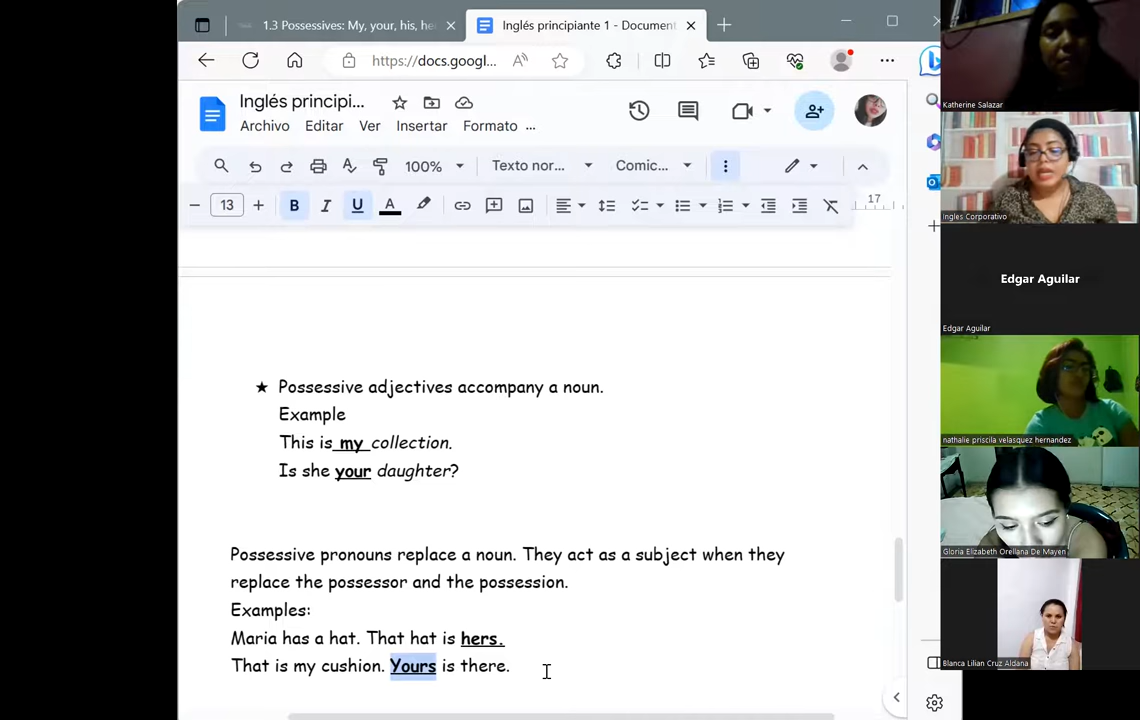 1.3 Possessives: My, your, his, he
Inglés principiante 1 - Document
https://docs.googl...
Inglés principi...
Archivo Editar Ver Insertar Formato ...
100% Texto nor... Comic...
13
17
★ Possessive adjectives accompany a noun.
Example
This is my collection.
Is she your daughter?
Possessive pronouns replace a noun. They act as a subject when they
replace the possessor and the possession.
Examples:
Maria has a hat. That hat is hers.
That is my cushion. Yours is there.
Katherine Salazar
Ingles Corporativo
Edgar Aguilar
Edgar Aguilar
nathalie priscila velasquez hernandez
Gloria Elizabeth Orellana De Mayen
Blanca Lilian Cruz Aldana